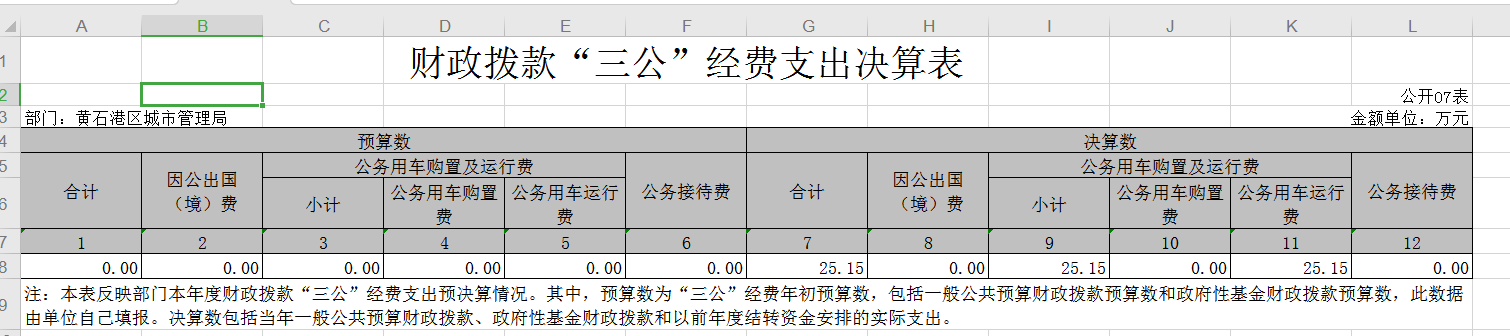 A B C D E F G H I J K L
1 财政拨款“三公”经费支出决算表
2 公开07表
3 部门：黄石港区城市管理局 金额单位：万元
4 预算数 决算数
5 合计 因公出国（境）费 公务用车购置及运行费 公务接待费 合计 因公出国（境）费 公务用车购置及运行费 公务接待费
6 小计 公务用车购置费 公务用车运行费 小计 公务用车购置费 公务用车运行费
7 1 2 3 4 5 6 7 8 9 10 11 12
8 0.00 0.00 0.00 0.00 0.00 0.00 25.15 0.00 25.15 0.00 25.15 0.00
9 注：本表反映部门本年度财政拨款“三公”经费支出预决算情况。其中，预算数为“三公”经费年初预算数，包括一般公共预算财政拨款预算数和政府性基金财政拨款预算数，此数据
由单位自己填报。决算数包括当年一般公共预算财政拨款、政府性基金财政拨款和以前年度结转资金安排的实际支出。